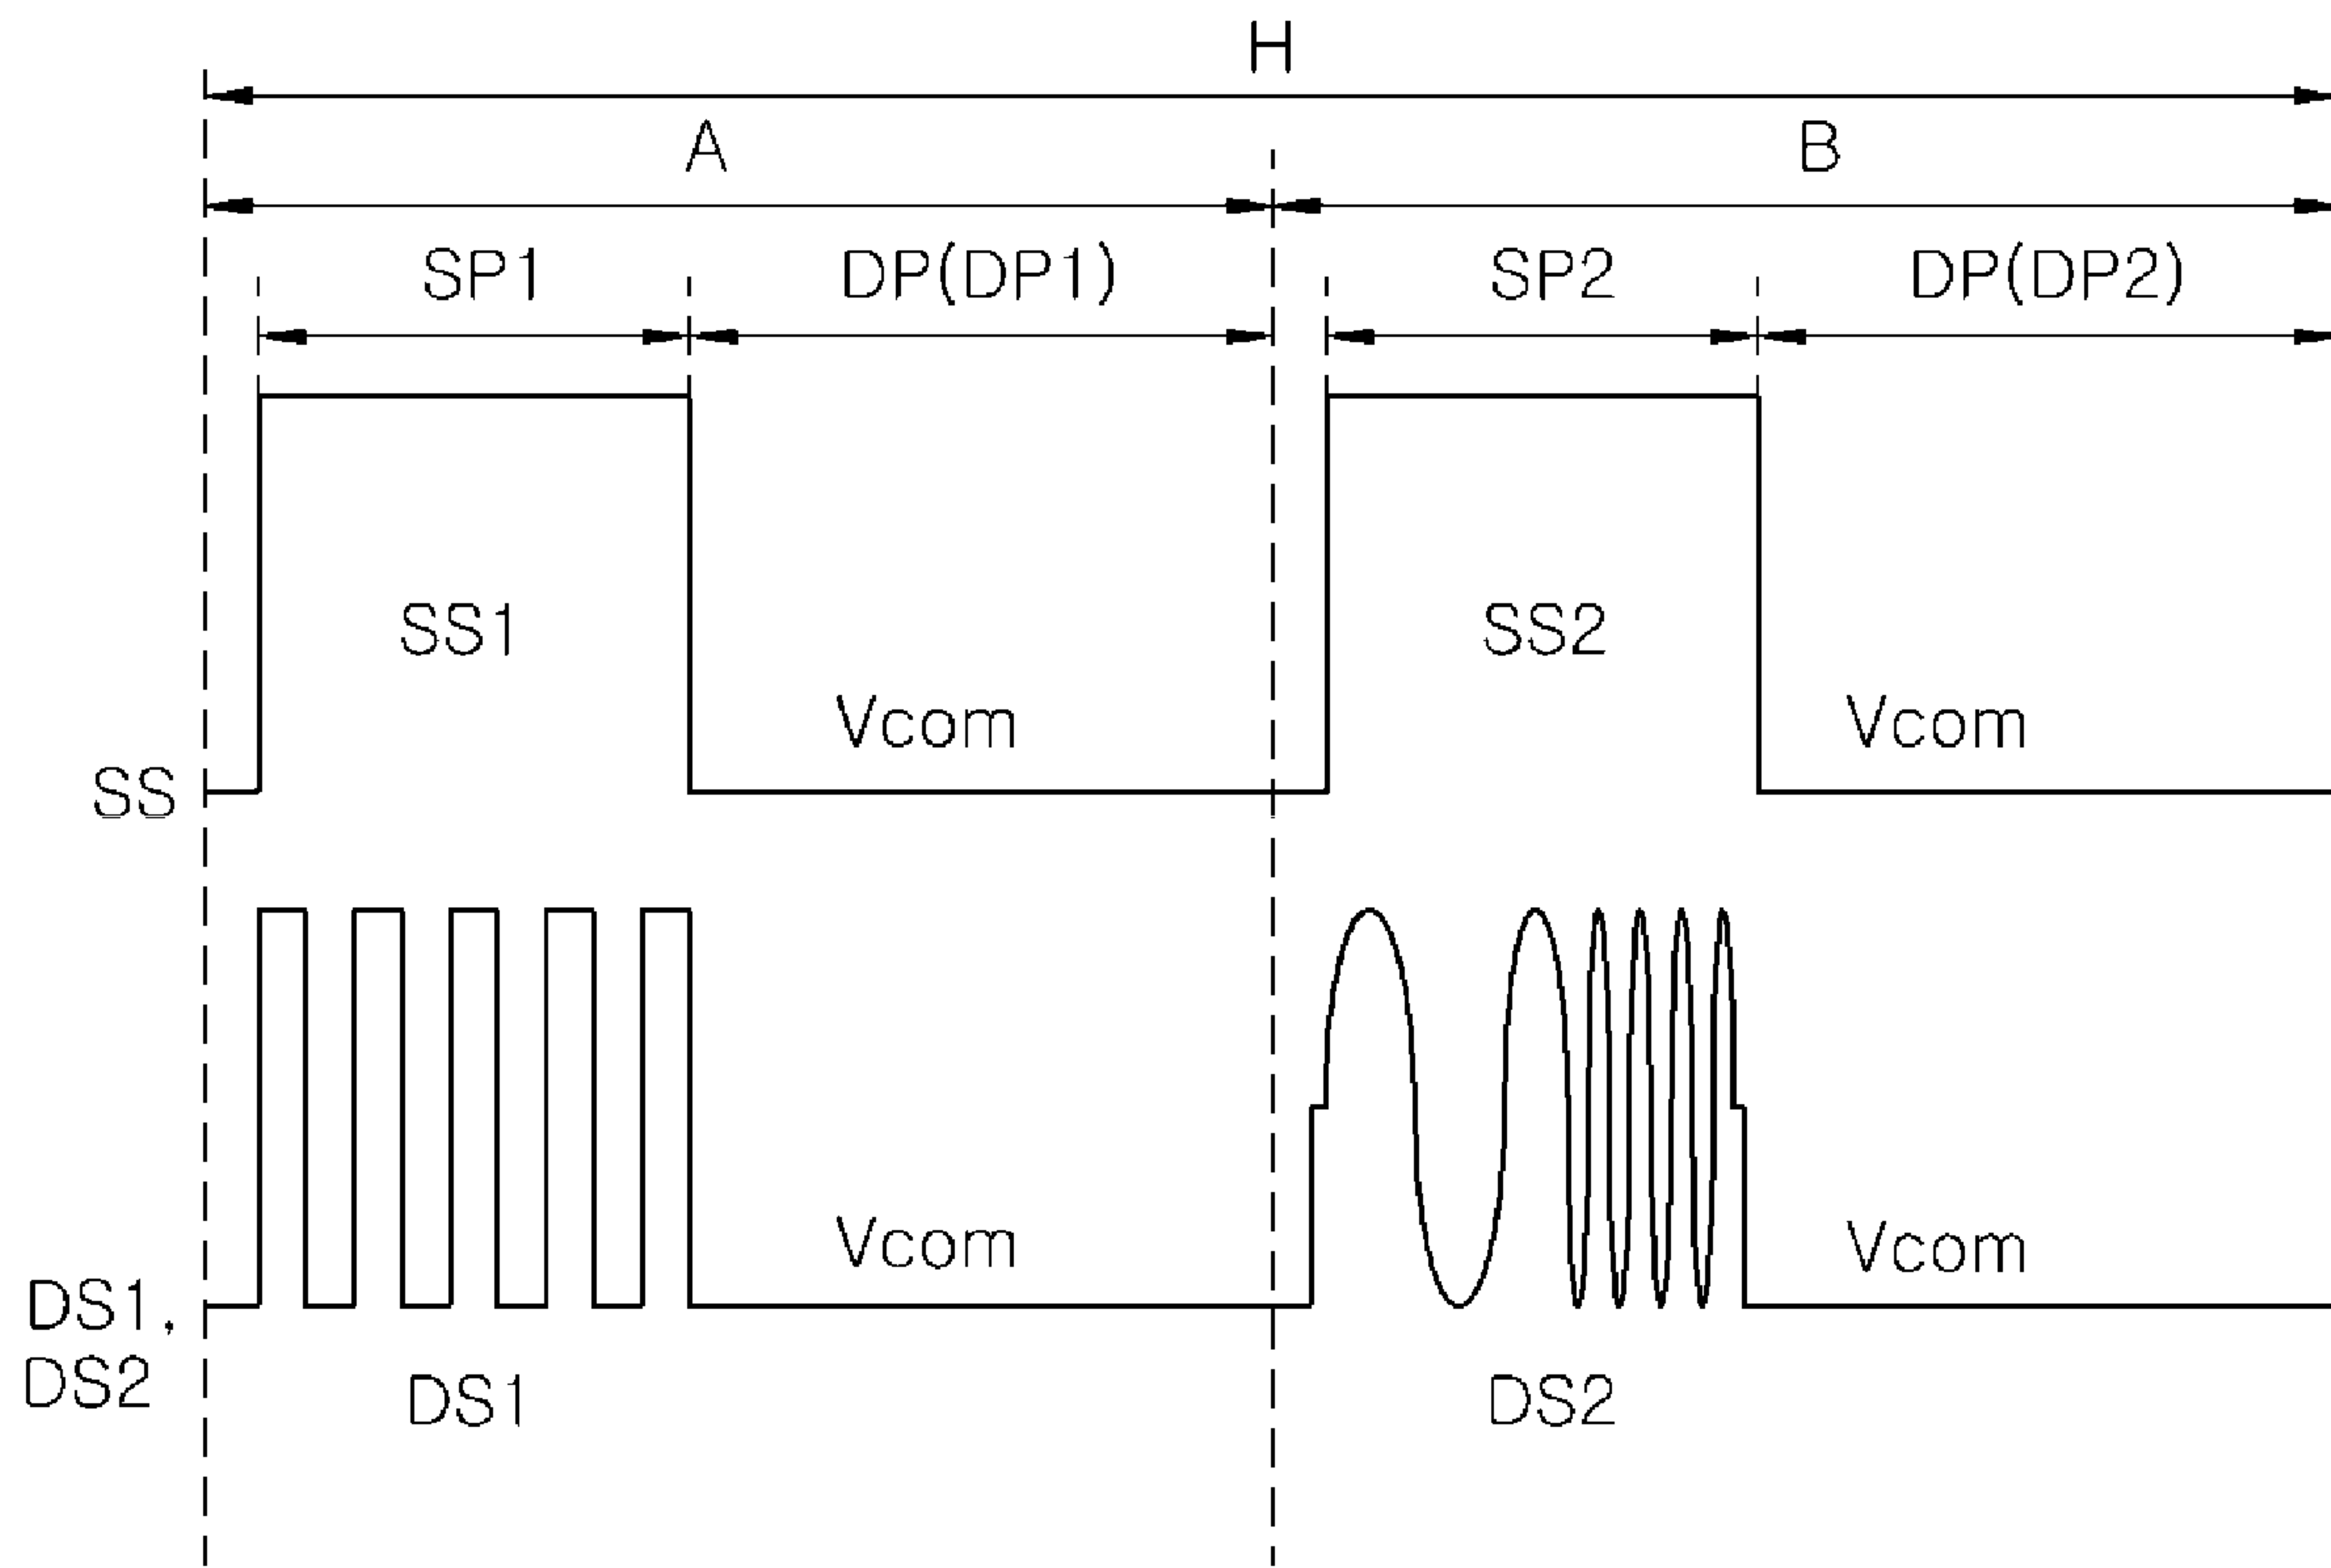 H
A
B
SP1
DP(DP1)
SP2
DP(DP2)
SS1
SS2
Vcom
Vcom
SS
Vcom
Vcom
DS1,
DS2
DS1
DS2